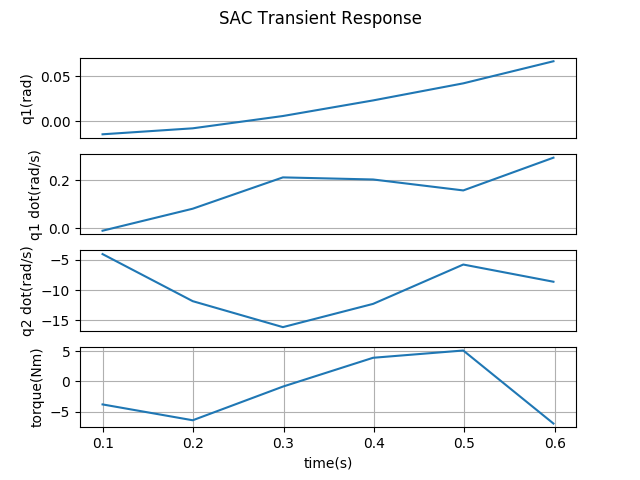 SAC Transient Response
q1(rad)
0.05
0.00
q1 dot(rad/s)
0.2
0.0
q2 dot(rad/s)
−5
−10
−15
torque(Nm)
5
0
−5
0.1 0.2 0.3 0.4 0.5 0.6
time(s)